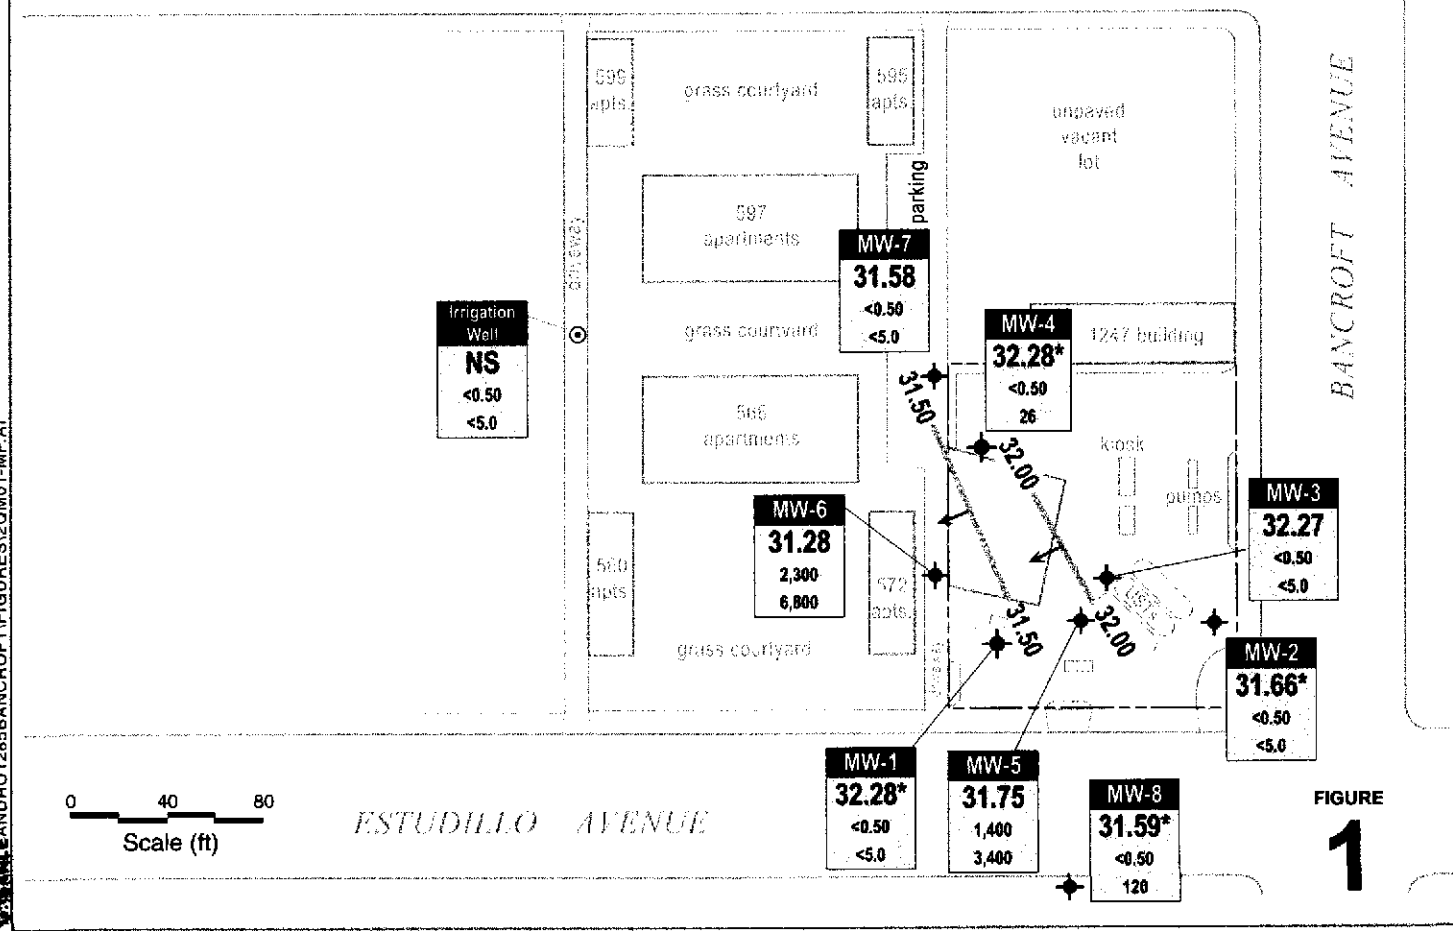 599
apts.
grass courtyard
595
apts.
unpaved
vacant
lot
BANCROFT AVENUE
parking
597
apartments
driveway
MW-7
31.58
<0.50
<5.0
Irrigation
Well
NS
<0.50
<5.0
grass courtyard
MW-4
32.28*
<0.50
26
1247 building
31.50
32.00
566
apartments
kiosk
pumps
MW-3
32.27
<0.50
<5.0
MW-6
31.28
2,300
6,800
560
apts
572
apts.
USTs
31.50
32.00
grass courtyard
MW-2
31.66*
<0.50
<5.0
MW-1
32.28*
<0.50
<5.0
MW-5
31.75
1,400
3,400
MW-8
31.59*
<0.50
120
0 40 80
Scale (ft)
ESTUDILLO AVENUE
FIGURE
1